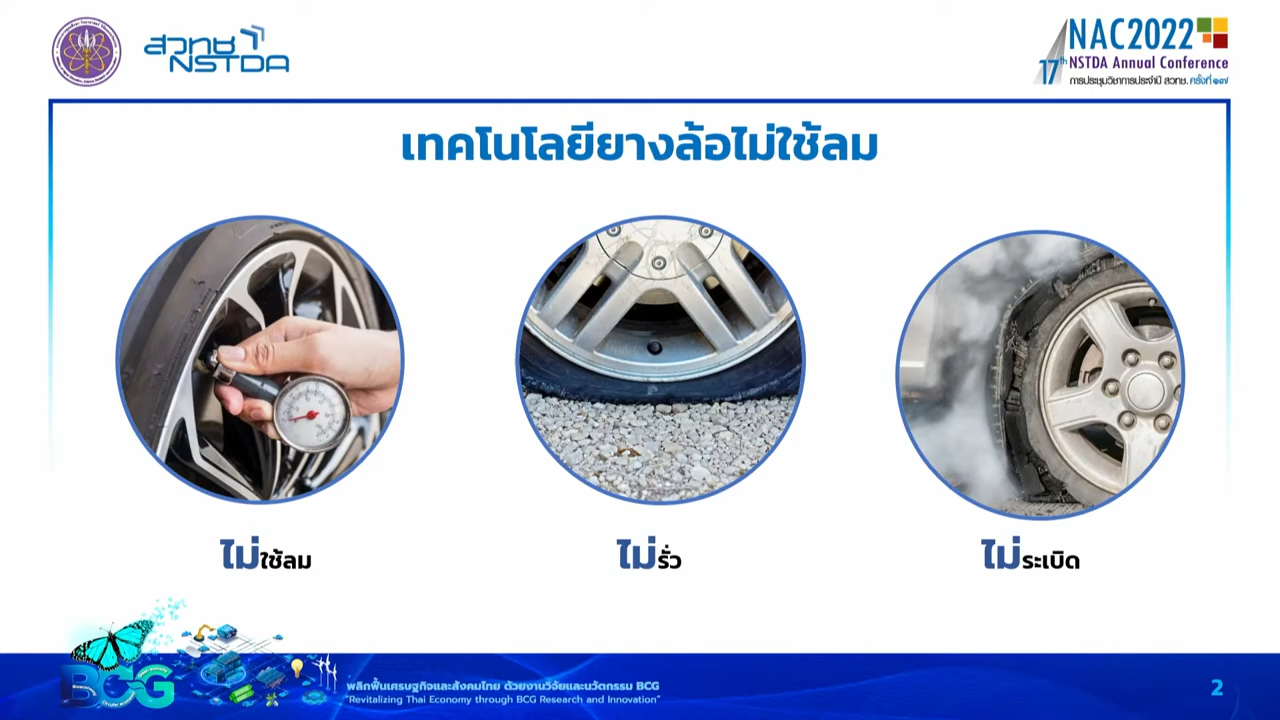 สวทช
NSTDA
NAC2022
17th NSTDA Annual Conference
การประชุมวิชาการประจำปี สวทช. ครั้งที่ ๑๗
เทคโนโลยียางล้อไม่ใช้ลม
ไม่ใช้ลม
ไม่รั่ว
ไม่ระเบิด
BCG
พลิกฟื้นเศรษฐกิจและสังคมไทย ด้วยงานวิจัยและนวัตกรรม BCG
"Revitalizing Thai Economy through BCG Research and Innovation"
2